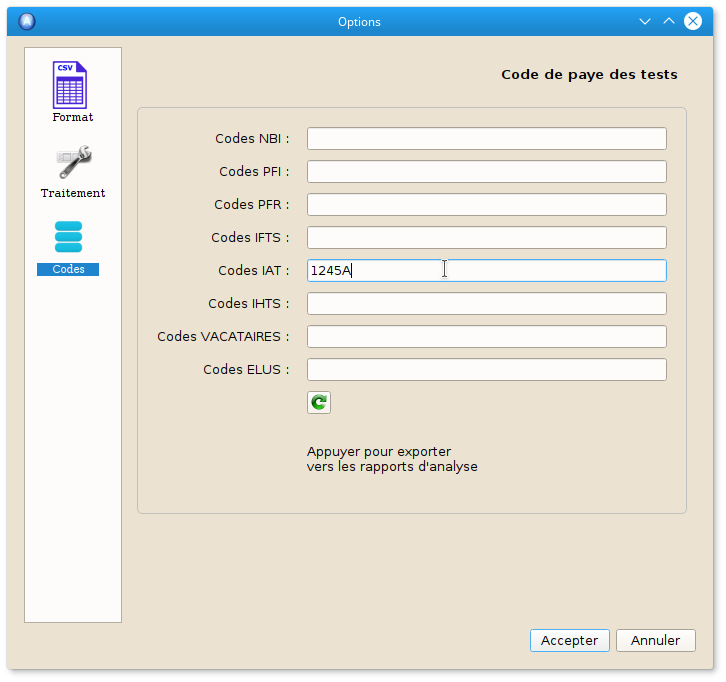 Options
CSV
Format
Traitement
Codes
Code de paye des tests
Codes NBI :
Codes PFI :
Codes PFR :
Codes IFTS :
Codes IAT : 1245A
Codes IHTS :
Codes VACATAIRES :
Codes ELUS :
Appuyer pour exporter
vers les rapports d'analyse
Accepter Annuler